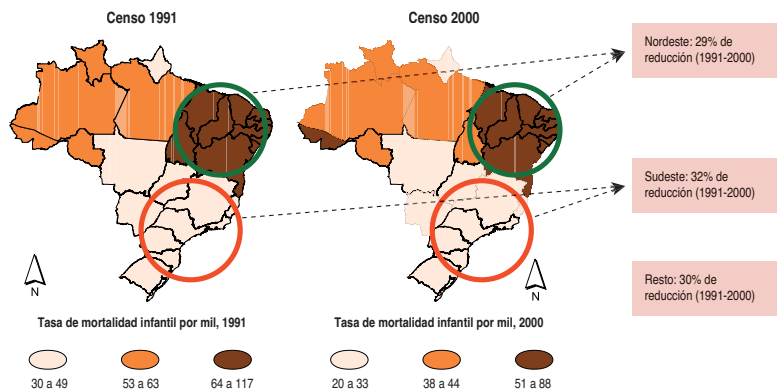 Censo 1991
Censo 2000
Nordeste: 29% de
reducción (1991-2000)
Sudeste: 32% de
reducción (1991-2000)
Resto: 30% de
reducción (1991-2000)
N
N
Tasa de mortalidad infantil por mil, 1991
Tasa de mortalidad infantil por mil, 2000
30 a 49
53 a 63
64 a 117
20 a 33
38 a 44
51 a 88